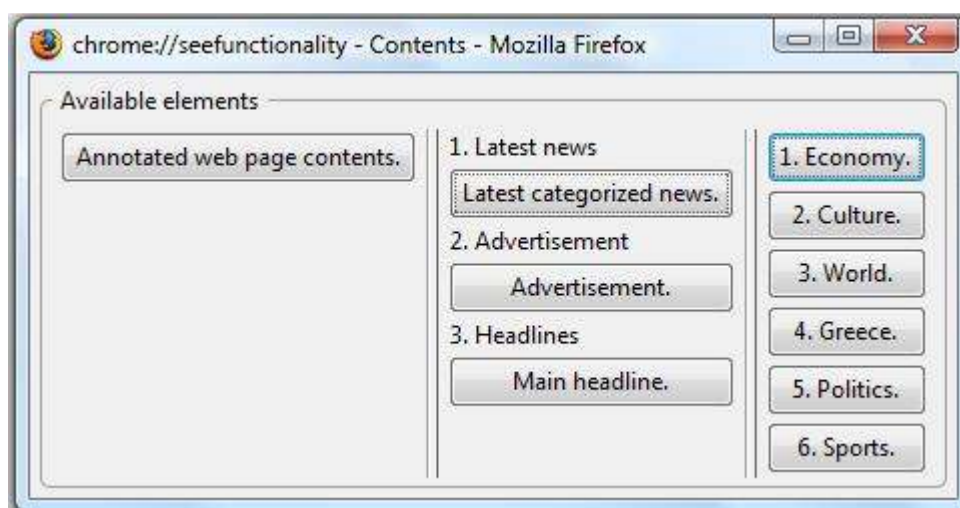 chrome://seefunctionality - Contents - Mozilla Firefox
Available elements
Annotated web page contents.
1. Latest news
Latest categorized news.
2. Advertisement
Advertisement.
3. Headlines
Main headline.
1. Economy.
2. Culture.
3. World.
4. Greece.
5. Politics.
6. Sports.